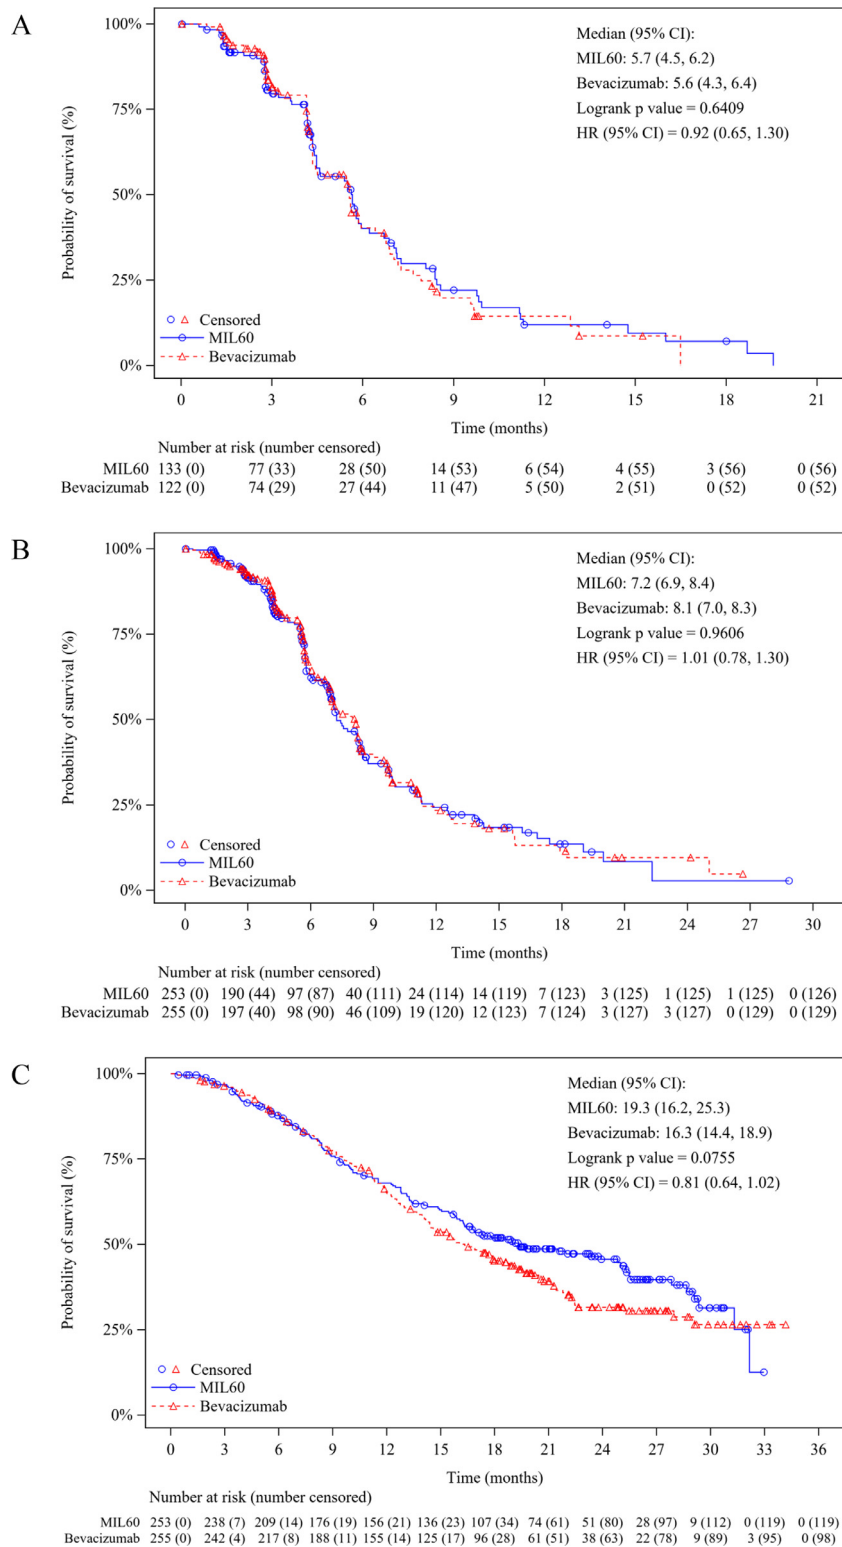 A
100%
75%
50%
25%
0%
Probability of survival (%)
Median (95% CI):
MIL60: 5.7 (4.5, 6.2)
Bevacizumab: 5.6 (4.3, 6.4)
Logrank p value = 0.6409
HR (95% CI) = 0.92 (0.65, 1.30)
Censored
MIL60
Bevacizumab
0 3 6 9 12 15 18 21
Time (months)
Number at risk (number censored)
MIL60 133 (0) 77 (33) 28 (50) 14 (53) 6 (54) 4 (55) 3 (56) 0 (56)
Bevacizumab 122 (0) 74 (29) 27 (44) 11 (47) 5 (50) 2 (51) 0 (52) 0 (52)
B
100%
75%
50%
25%
0%
Probability of survival (%)
Median (95% CI):
MIL60: 7.2 (6.9, 8.4)
Bevacizumab: 8.1 (7.0, 8.3)
Logrank p value = 0.9606
HR (95% CI) = 1.01 (0.78, 1.30)
Censored
MIL60
Bevacizumab
0 3 6 9 12 15 18 21 24 27 30
Time (months)
Number at risk (number censored)
MIL60 253 (0) 190 (44) 97 (87) 40 (111) 24 (114) 14 (119) 7 (123) 3 (125) 1 (125) 1 (125) 0 (126)
Bevacizumab 255 (0) 197 (40) 98 (90) 46 (109) 19 (120) 12 (123) 7 (124) 3 (127) 3 (127) 0 (129) 0 (129)
C
100%
75%
50%
25%
0%
Probability of survival (%)
Median (95% CI):
MIL60: 19.3 (16.2, 25.3)
Bevacizumab: 16.3 (14.4, 18.9)
Logrank p value = 0.0755
HR (95% CI) = 0.81 (0.64, 1.02)
Censored
MIL60
Bevacizumab
0 3 6 9 12 15 18 21 24 27 30 33 36
Time (months)
Number at risk (number censored)
MIL60 253 (0) 238 (7) 209 (14) 176 (19) 156 (21) 136 (23) 107 (34) 74 (61) 51 (80) 28 (97) 9 (112) 0 (119) 0 (119)
Bevacizumab 255 (0) 242 (4) 217 (8) 188 (11) 155 (14) 125 (17) 96 (28) 61 (51) 38 (63) 22 (78) 9 (89) 3 (95) 0 (98)